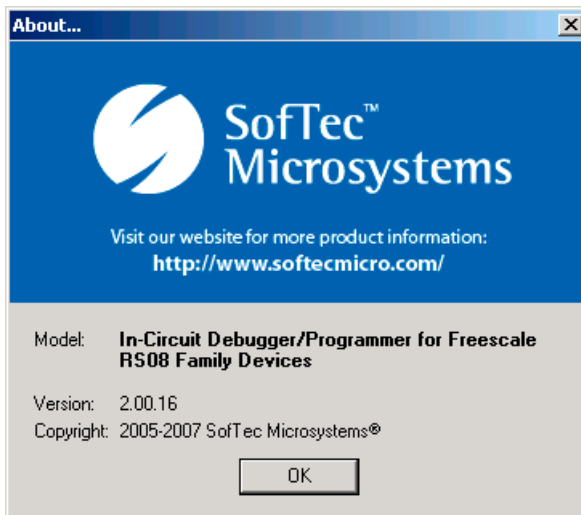 About...
SofTec™
Microsystems
Visit our website for more product information:
http://www.softecmicro.com/
Model: In-Circuit Debugger/Programmer for Freescale
RS08 Family Devices
Version: 2.00.16
Copyright: 2005-2007 SofTec Microsystems®
OK